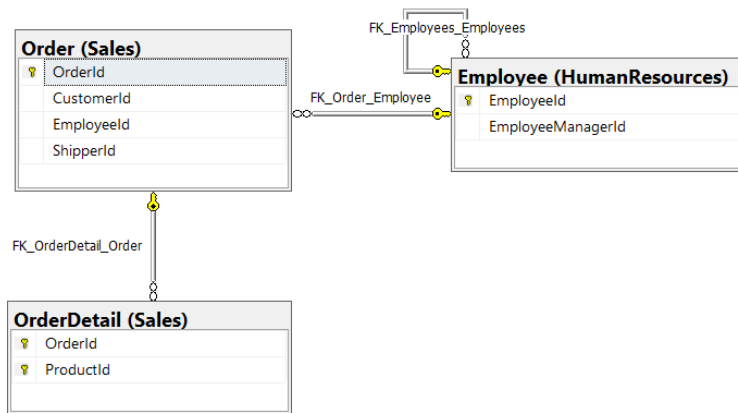 FK_Employees_Employees
Order (Sales)
OrderId
CustomerId
EmployeeId
ShipperId
FK_Order_Employee
Employee (HumanResources)
EmployeeId
EmployeeManagerId
FK_OrderDetail_Order
OrderDetail (Sales)
OrderId
ProductId